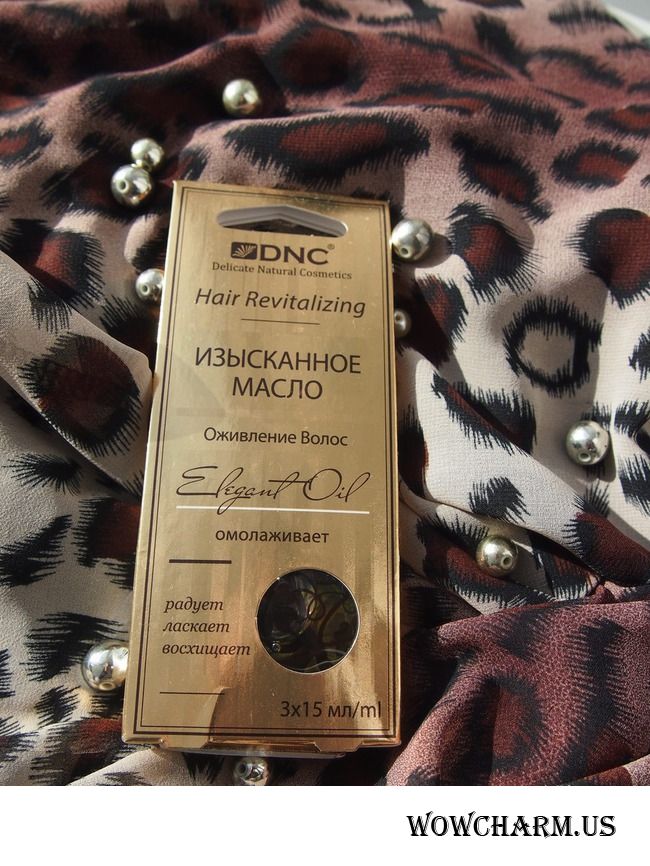 DNC®
Delicate Natural Cosmetics
Hair Revitalizing
ИЗЫСКАННОЕ
МАСЛО
Оживление Волос
Elegant Oil
омолаживает
радует
ласкает
восхищает
3x15 мл/ml
WOWCHARM.US